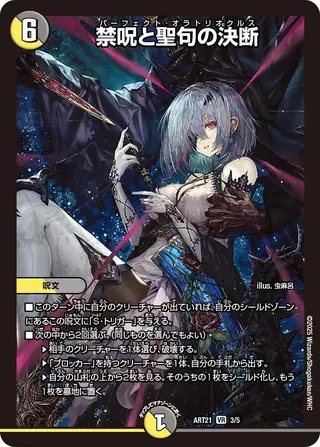 6
パーフェクト・オラトリオクルス
禁呪と聖句の決断
illus. 虫麻呂
呪文
■このターン中に自分のクリーチャーが出ていれば、自分のシールドゾーン
にあるこの呪文に「S・トリガー」を与える。
■次の中から2回選ぶ。(同じものを選んでもよい)
▶相手のクリーチャーを1体選び、破壊する。
▶「ブロッカー」を持つクリーチャーを1体、自分の手札から出す。
▶自分の山札の上から2枚を見る。そのうちの1枚をシールド化し、もう
1枚を墓地に置く。
©2025 Wizards/Shogakukan/WHC
ART21 VR 3/5
1